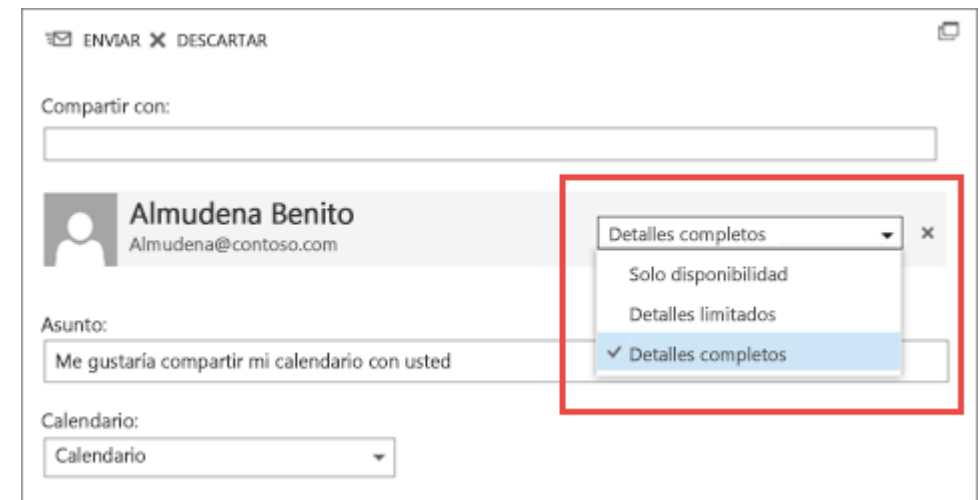 ENVIAR DESCARTAR
Compartir con:
Almudena Benito
Almudena@contoso.com
Detalles completos
Solo disponibilidad
Detalles limitados
Detalles completos
Asunto:
Me gustaría compartir mi calendario con usted
Calendario:
Calendario